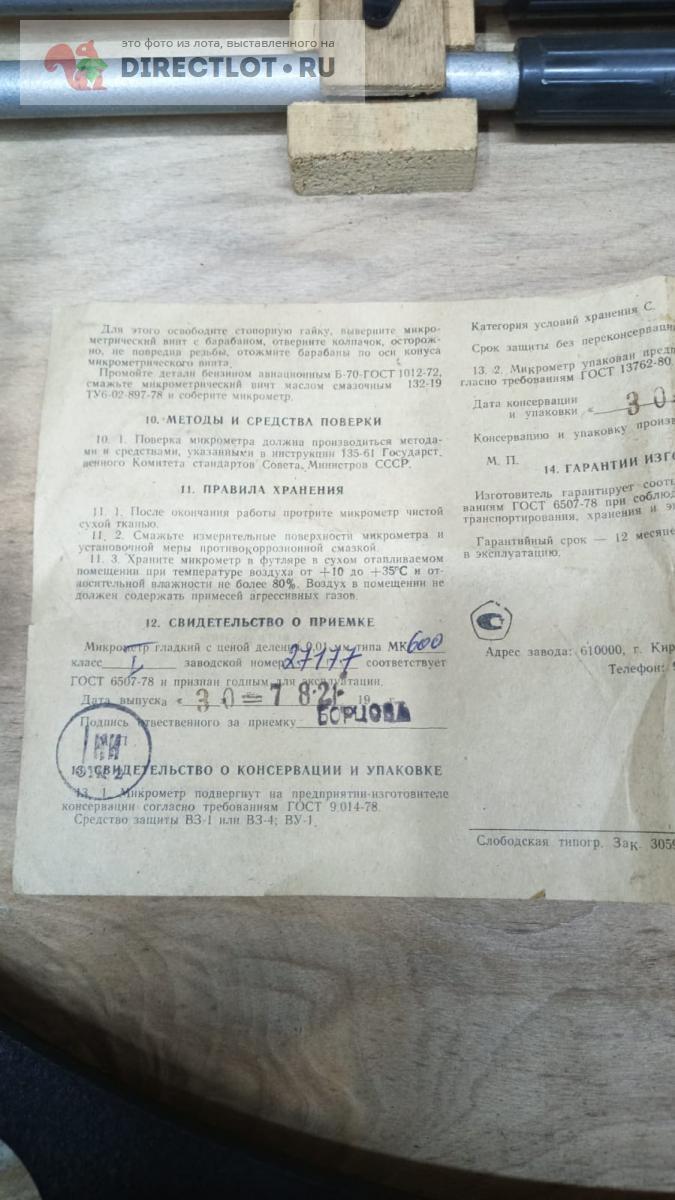 это фото из лота, выставленного на
DIRECTLOT•RU
Для этого освободите стопорную гайку, выверните микро-
метрический винт с барабаном, отверните колпачок, осторож-
но, не повредив резьбы, отожмите барабаны по оси конуса
микрометрического винта.
Промойте детали бензином авиационным Б-70-ГОСТ 1012-72,
смажьте микрометрический винт маслом смазочным 132-19
ТУ6-02-897-78 и соберите микрометр.
10. МЕТОДЫ И СРЕДСТВА ПОВЕРКИ
10. 1. Поверка микрометра должна производиться метода-
ми и средствами, указанными в инструкции 135-61 Государст.
венного Комитета стандартов Совета Министров СССР.
11. ПРАВИЛА ХРАНЕНИЯ
11. 1. После окончания работы протрите микрометр чистой
сухой тканью.
11. 2. Смажьте измерительные поверхности микрометра и
установочной меры противокоррозионной смазкой.
11. 3. Храните микрометр в футляре в сухом отапливаемом
помещении при температуре воздуха от +10 до +35°С и от-
носительной влажности не более 80%. Воздух в помещении не
должен содержать примесей агрессивных газов.
12. СВИДЕТЕЛЬСТВО О ПРИЕМКЕ
Микрометр гладкий с ценой деления 0,01 мм типа МК 600
класс I заводской номер 27177 соответствует
ГОСТ 6507-78 и признан годным для эксплуатации.
Дата выпуска « 30 = 7 8·21 19 г.
Подпись ответственного за приемку БОРЦОВА
13. СВИДЕТЕЛЬСТВО О КОНСЕРВАЦИИ И УПАКОВКЕ
13. 1. Микрометр подвергнут на предприятии-изготовителе
консервации согласно требованиям ГОСТ 9.014-78.
Средство защиты ВЗ-1 или ВЗ-4; ВУ-1.
Категория условий хранения С.
Срок защиты без переконсерваци
13. 2. Микрометр упакован предп
гласно требованиям ГОСТ 13762-80
Дата консервации
и упаковки « 30
Консервацию и упаковку произв
М. П.
14. ГАРАНТИИ ИЗГО
Изготовитель гарантирует соотв
ваниям ГОСТ 6507-78 при соблюд
транспортирования, хранения и эк
Гарантийный срок — 12 месяце
в эксплуатацию.
Адрес завода: 610000, г. Кир
Телефон:
Слободская типогр. Зак. 3059